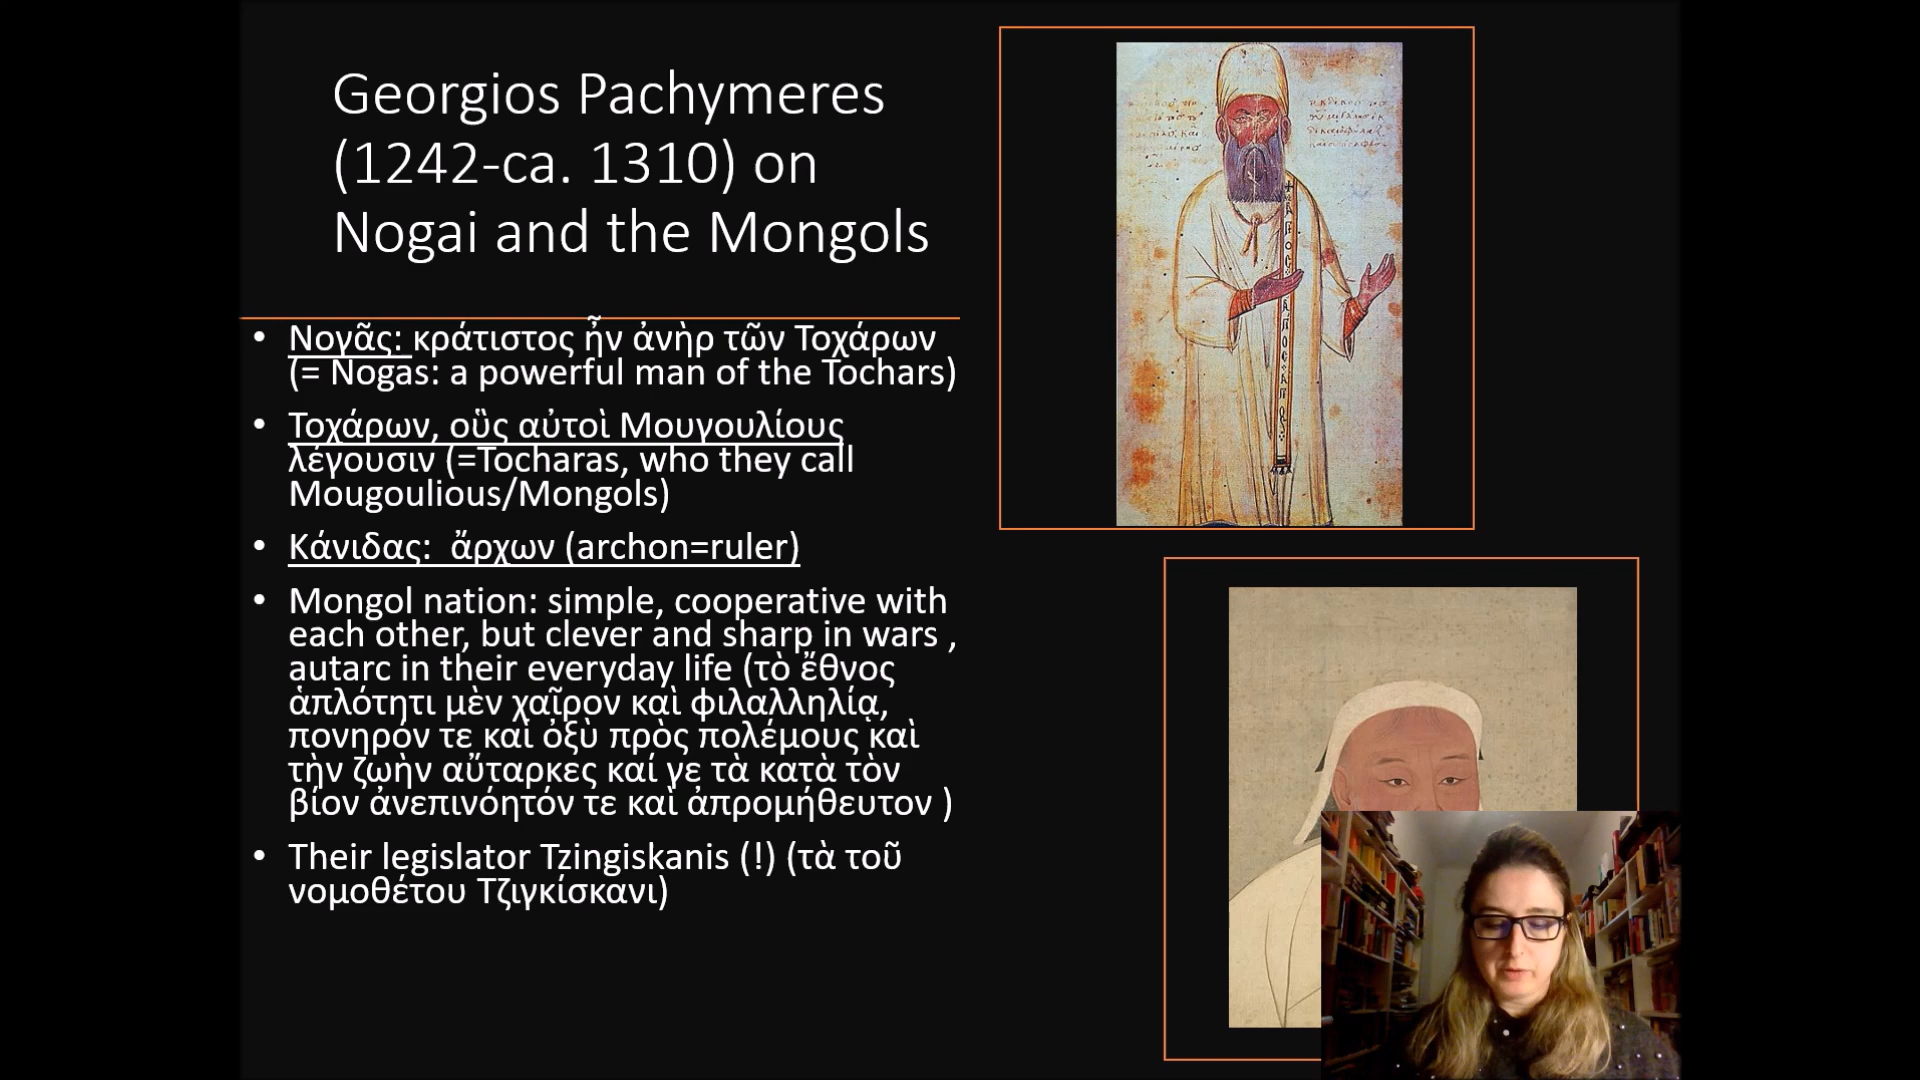 Georgios Pachymeres
(1242-ca. 1310) on
Nogai and the Mongols
• Νογᾶς: κράτιστος ἦν ἀνὴρ τῶν Τοχάρων
(= Nogas: a powerful man of the Tochars)
• Τοχάρων, οὓς αὐτοὶ Μουγουλίους
λέγουσιν (=Tocharas, who they call
Mougoulious/Mongols)
• Κάνιδας:  ἄρχων (archon=ruler)
• Mongol nation: simple, cooperative with
each other, but clever and sharp in wars ,
autarc in their everyday life (τὸ ἔθνος
ἁπλότητι μὲν χαῖρον καὶ φιλαλληλίᾳ,
πονηρόν τε καὶ ὀξὺ πρὸς πολέμους καὶ
τὴν ζωὴν αὔταρκες καί γε τὰ κατὰ τὸν
βίον ἀνεπινόητόν τε καὶ ἀπρομήθευτον )
• Their legislator Tzingiskanis (!) (τὰ τοῦ
νομοθέτου Τζιγκίσκανι)